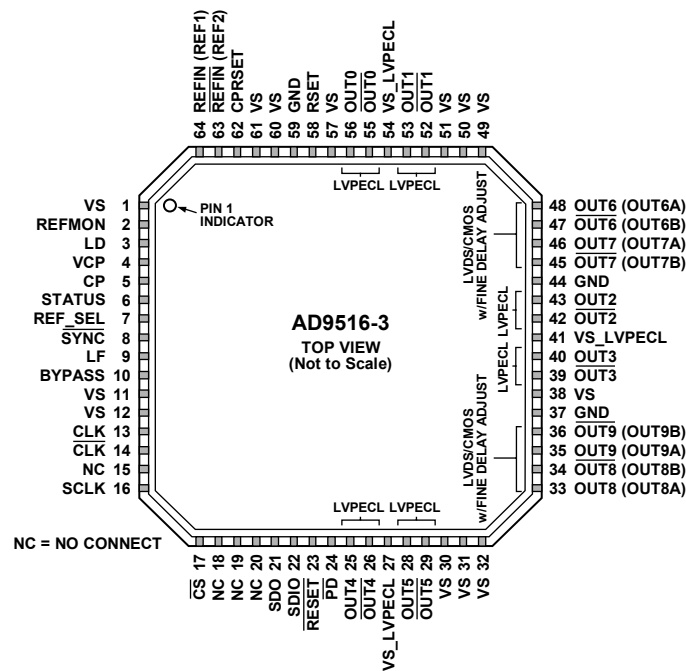 64 REFIN (REF1)
63 REFIN (REF2)
62 CPRSET
61 VS
60 VS
59 GND
58 RSET
57 VS
56 OUT0
55 OUT0
54 VS_LVPECL
53 OUT1
52 OUT1
51 VS
50 VS
49 VS
LVPECL LVPECL
VS 1
REFMON 2
LD 3
VCP 4
CP 5
STATUS 6
REF_SEL 7
SYNC 8
LF 9
BYPASS 10
VS 11
VS 12
CLK 13
CLK 14
NC 15
SCLK 16
PIN 1
INDICATOR
AD9516-3
TOP VIEW
(Not to Scale)
LVDS/CMOS
w/FINE DELAY ADJUST
LVPECL
LVPECL
LVDS/CMOS
w/FINE DELAY ADJUST
48 OUT6 (OUT6A)
47 OUT6 (OUT6B)
46 OUT7 (OUT7A)
45 OUT7 (OUT7B)
44 GND
43 OUT2
42 OUT2
41 VS_LVPECL
40 OUT3
39 OUT3
38 VS
37 GND
36 OUT9 (OUT9B)
35 OUT9 (OUT9A)
34 OUT8 (OUT8B)
33 OUT8 (OUT8A)
LVPECL LVPECL
NC = NO CONNECT
CS 17
NC 18
NC 19
NC 20
SDO 21
SDIO 22
RESET 23
PD 24
OUT4 25
OUT4 26
VS_LVPECL 27
OUT5 28
OUT5 29
VS 30
VS 31
VS 32